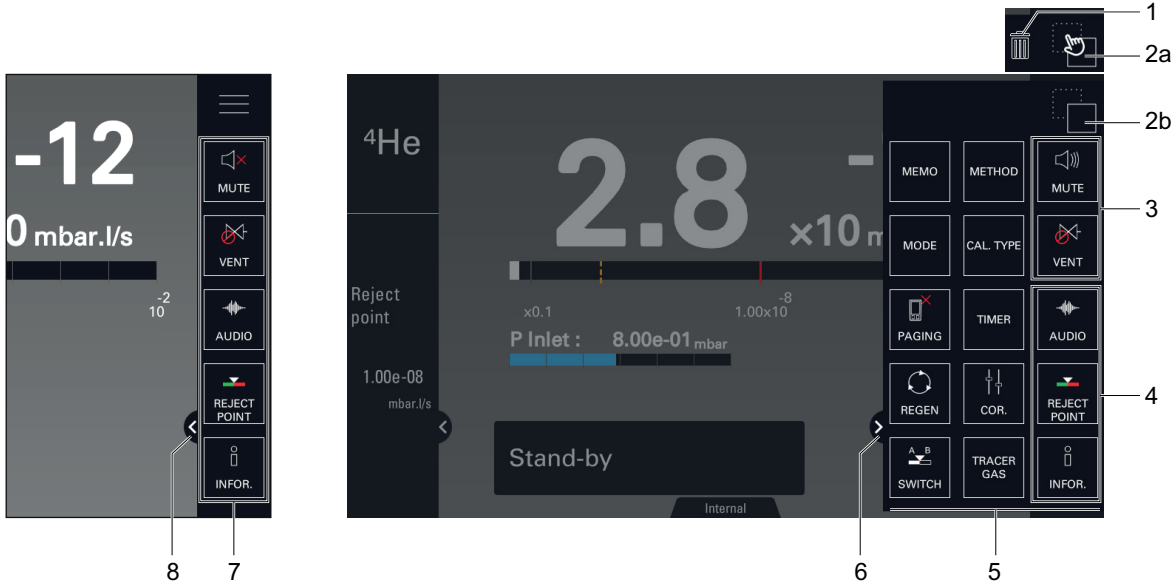 1
2a
2b
-12
0 mbar.l/s
-2
10
MUTE
VENT
AUDIO
REJECT
POINT
INFOR.
8
7
4He
Reject
point
1.00e-08
mbar.l/s
2.8
-
×10 m
x0.1
-8
1.00x10
P Inlet : 8.00e-01 mbar
Stand-by
Internal
MEMO
METHOD
MUTE
MODE
CAL. TYPE
VENT
3
PAGING
TIMER
AUDIO
REGEN
COR.
REJECT
POINT
4
A B
SWITCH
TRACER
GAS
INFOR.
6
5